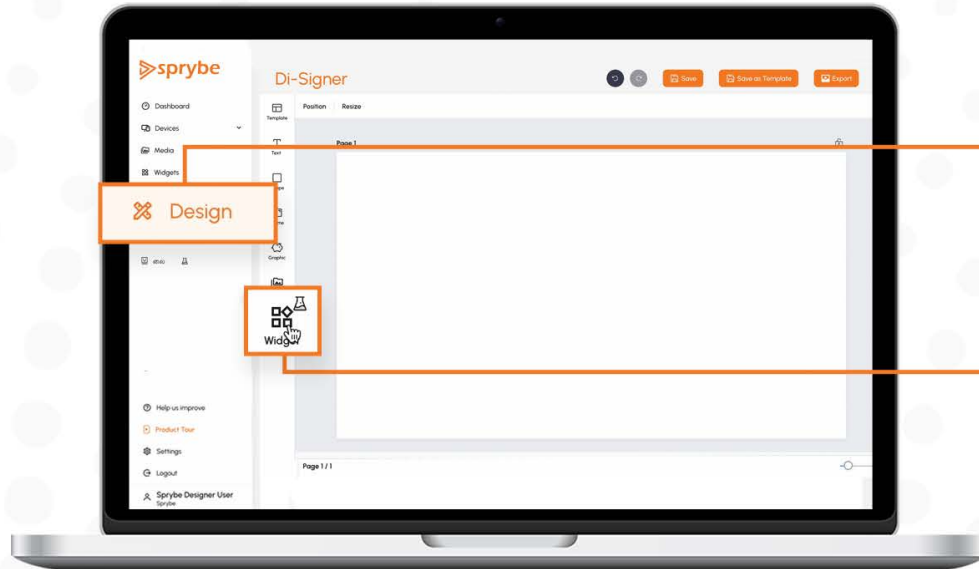 sprybe
Di-Signer
Save
Save as Template
Export
Dashboard
Devices
Media
Widgets
Design
Help us improve
Product Tour
Settings
Logout
Sprybe Designer User
Sprybe
Template
Text
Graphic
Widget
Position Resize
Page 1
Page 1 / 1